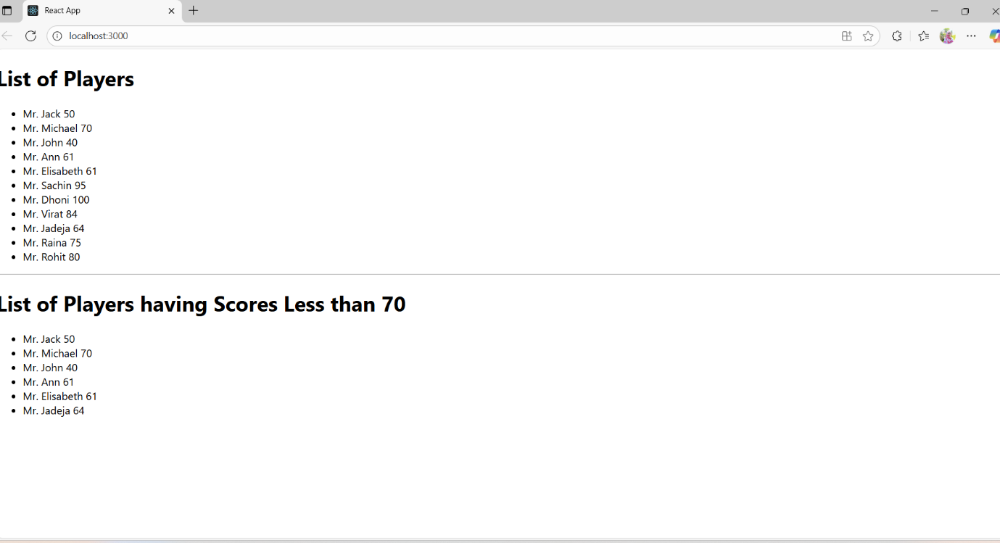 React App
localhost:3000
List of Players
Mr. Jack 50
Mr. Michael 70
Mr. John 40
Mr. Ann 61
Mr. Elisabeth 61
Mr. Sachin 95
Mr. Dhoni 100
Mr. Virat 84
Mr. Jadeja 64
Mr. Raina 75
Mr. Rohit 80
List of Players having Scores Less than 70
Mr. Jack 50
Mr. Michael 70
Mr. John 40
Mr. Ann 61
Mr. Elisabeth 61
Mr. Jadeja 64